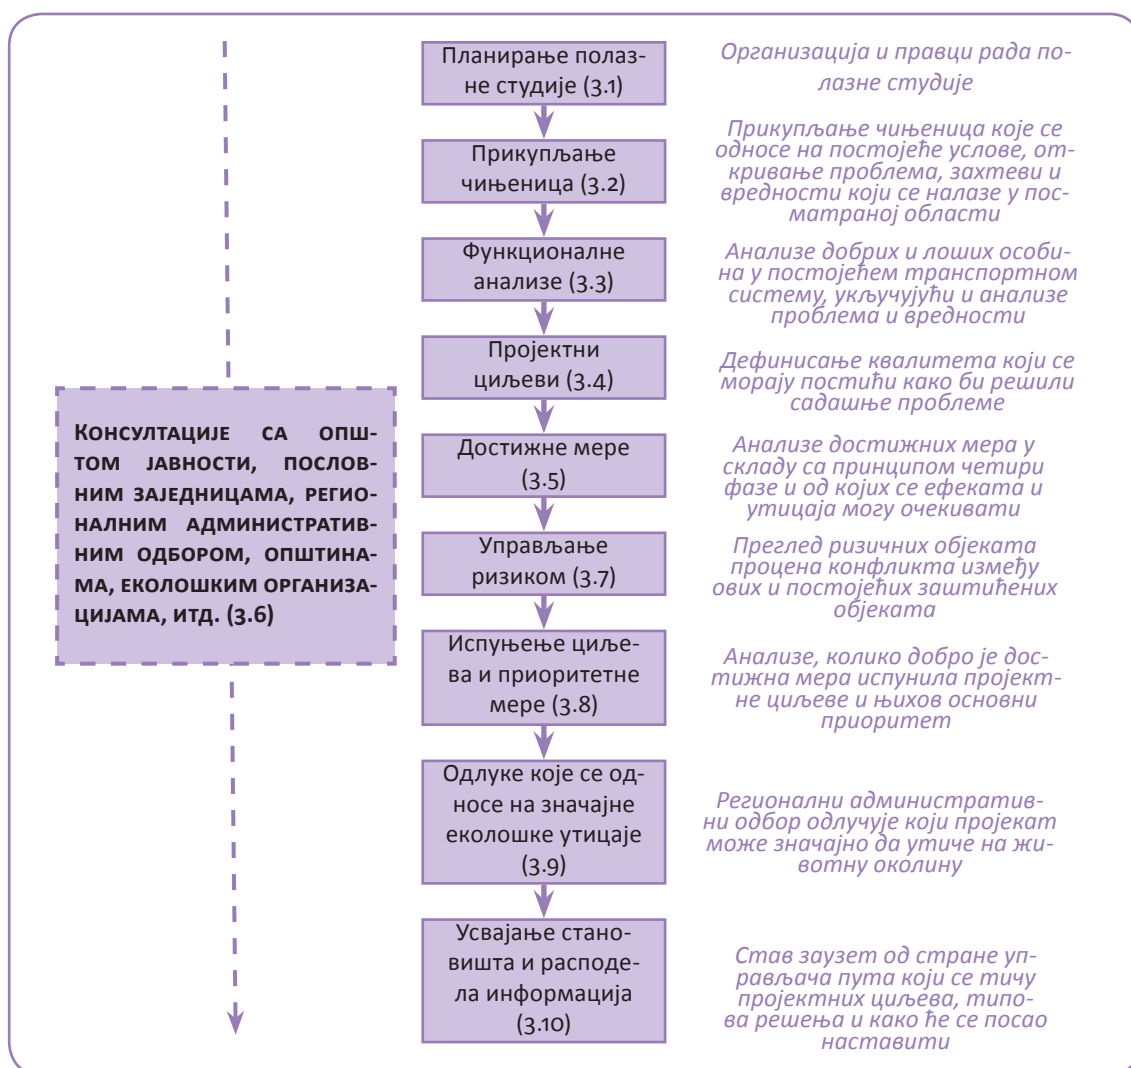 Планирање полаз-
не студије (3.1)
Организација и правци рада по-
лазне студије
Прикупљање
чињеница (3.2)
Прикупљање чињеница које се
односе на постојеће услове, от-
кривање проблема, захтеви и
вредности који се налазе у пос-
матраној области
Функционалне
анализе (3.3)
Анализе добрих и лоших особи-
на у постојећем транспортном
систему, укључујући и анализе
проблема и вредности
Пројектни
циљеви (3.4)
Дефинисање квалитета који се
морају постићи како би решили
садашње проблеме
Консултације са опш-
том јавности, послов-
ним заједницама, регио-
налним административ-
ним одбором, општина-
ма, еколошким организа-
цијама, итд. (3.6)
Достижне мере
(3.5)
Анализе достижних мера у
складу са принципом четири
фазе и од којих се ефеката и
утицаја могу очекивати
Управљање
ризиком (3.7)
Преглед ризичних објеката
процена конфликта између
ових и постојећих заштићених
објеката
Испуњење циље-
ва и приоритетне
мере (3.8)
Анализе, колико добро је дос-
тижна мера испунила пројект-
не циљеве и њихов основни
приоритет
Одлуке које се од-
носе на значајне
еколошке утицаје
(3.9)
Регионални административ-
ни одбор одлучује који пројекат
може значајно да утиче на жи-
вотну околину
Усвајање стано-
вишта и расподе-
ла информација
(3.10)
Став заузет од стране уп-
рављача пута који се тичу
пројектних циљева, типо-
ва решења и како ће се посао
наставити